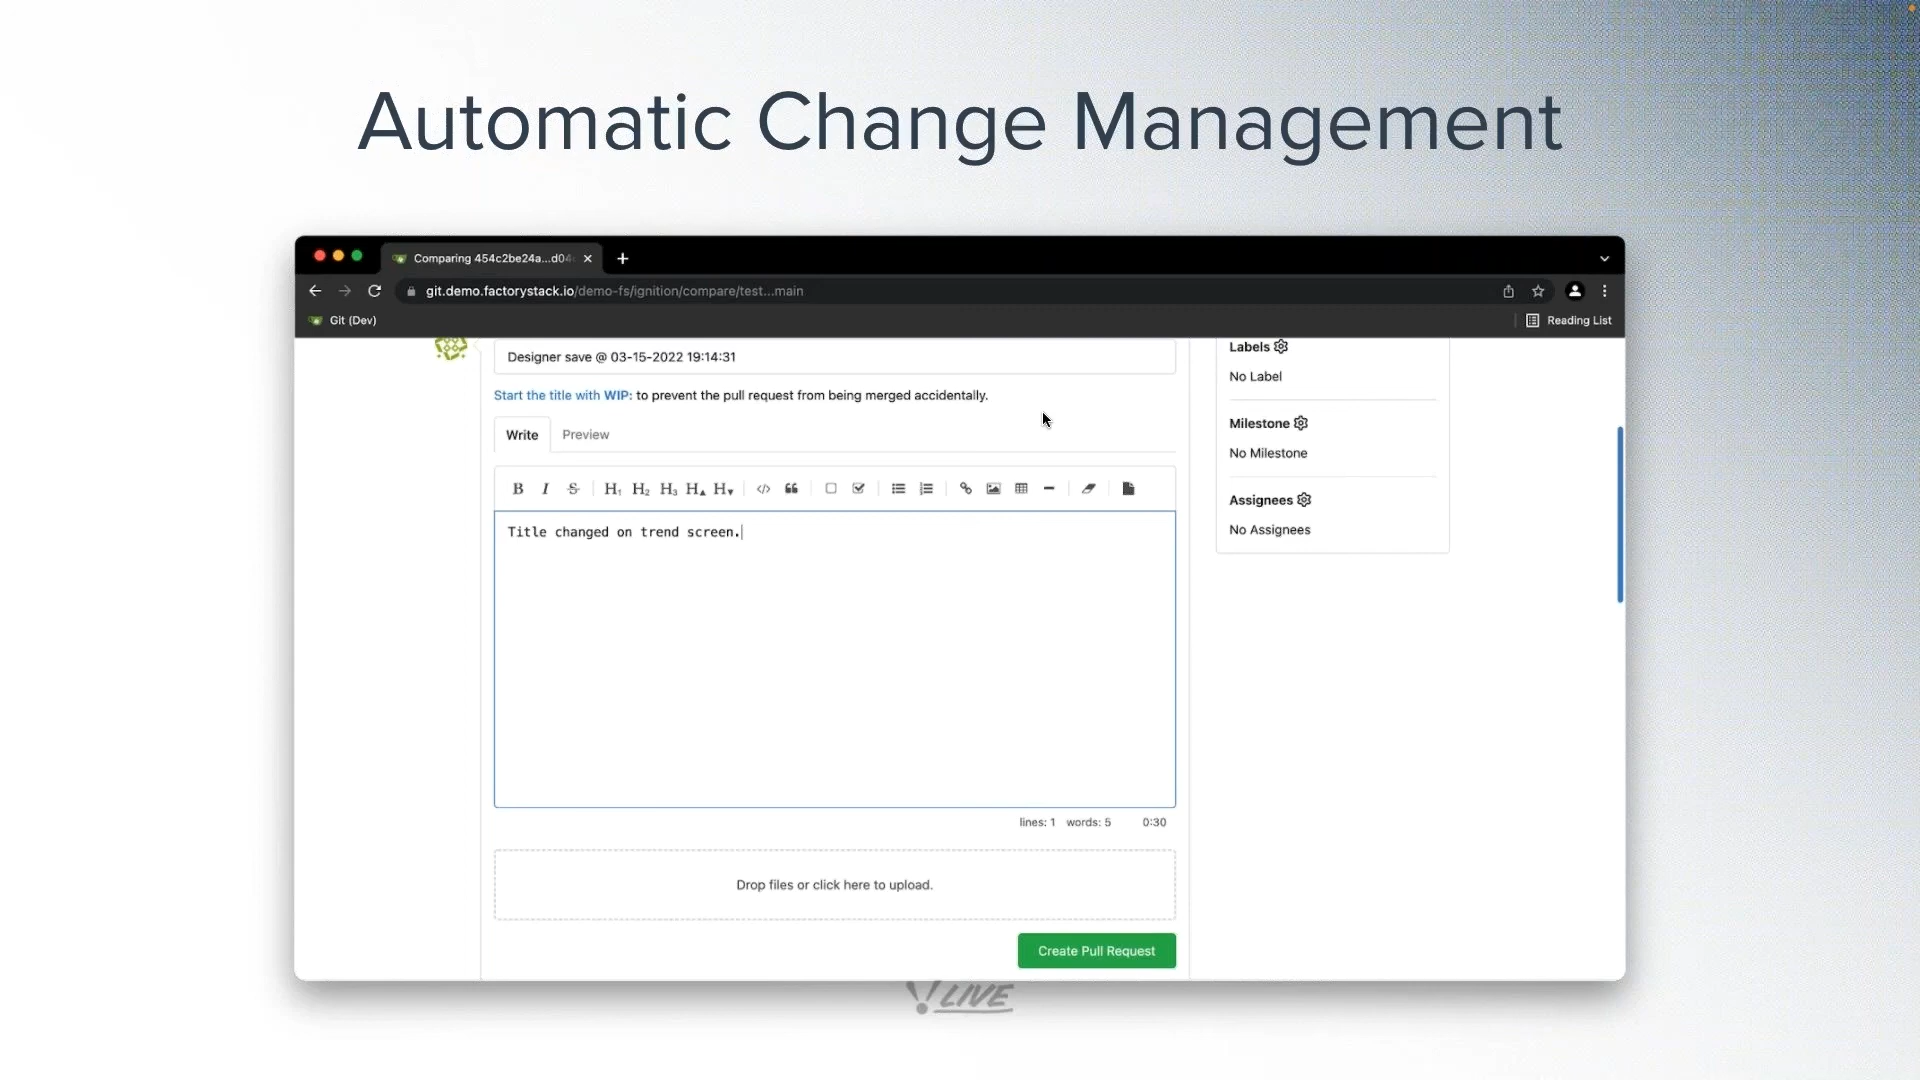 Automatic Change Management
Comparing 454c2be24a...d04
git.demo.factorystack.io/demo-fs/ignition/compare/test...main
Git (Dev)
Reading List
Designer save @ 03-15-2022 19:14:31
Start the title with WIP: to prevent the pull request from being merged accidentally.
Write Preview
B I S H1 H2 H3 H▲ H▼
Title changed on trend screen.
lines: 1 words: 5 0:30
Drop files or click here to upload.
Create Pull Request
Labels
No Label
Milestone
No Milestone
Assignees
No Assignees
LIVE